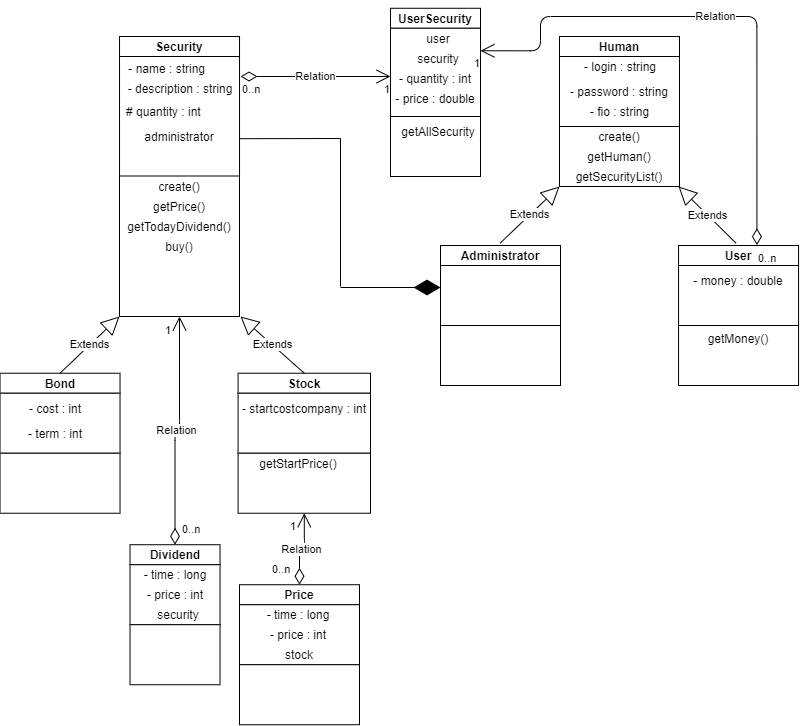 UserSecurity
user
security
- quantity : int
- price : double
getAllSecurity
Relation
1
Security
- name : string
- description : string
# quantity : int
administrator
create()
getPrice()
getTodayDividend()
buy()
0..n
Relation
1
Human
- login : string
- password : string
- fio : string
create()
getHuman()
getSecurityList()
Extends
Extends
Administrator
User
0..n
- money : double
getMoney()
Extends
1
Extends
Bond
- cost : int
- term : int
Relation
Stock
- startcostcompany : int
getStartPrice()
0..n
1
Relation
0..n
Dividend
- time : long
- price : int
security
Price
- time : long
- price : int
stock